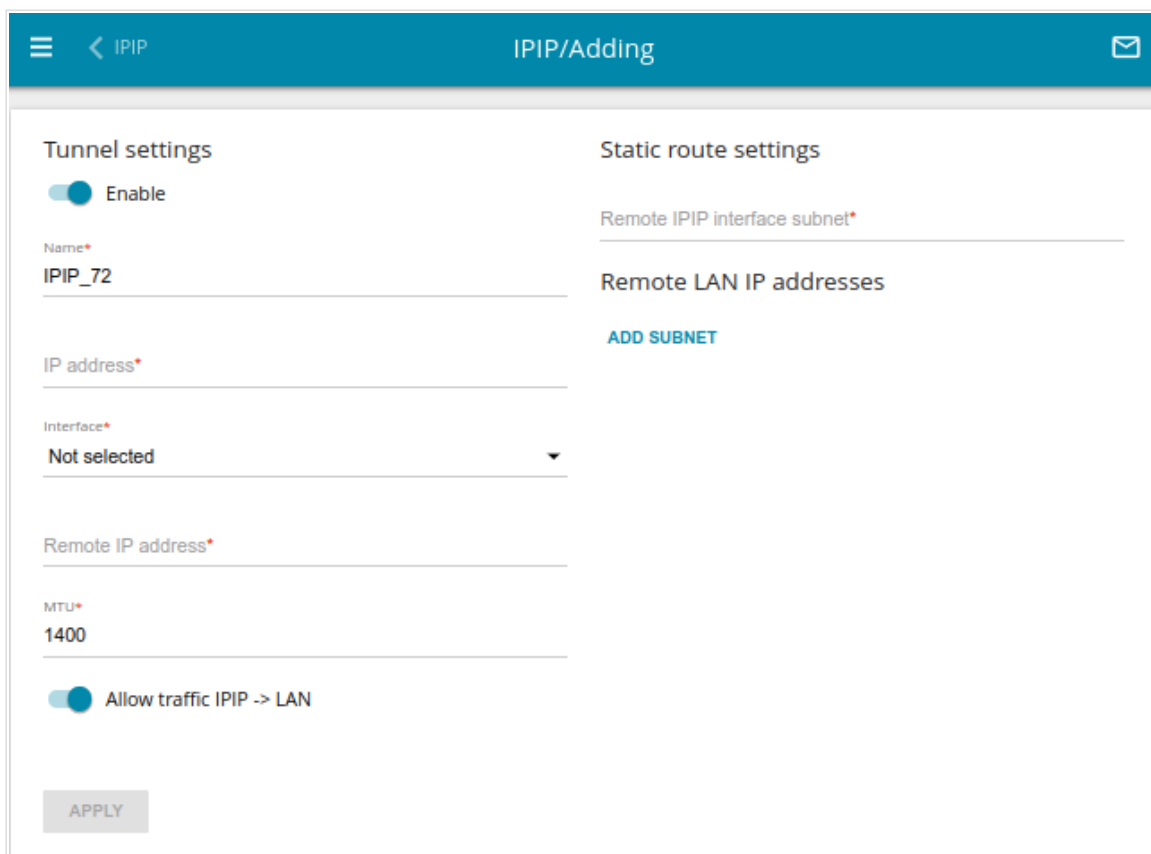 IPIP
IPIP/Adding
Tunnel settings
Enable
Name*
IPIP_72
IP address*
Interface*
Not selected
Remote IP address*
MTU*
1400
Allow traffic IPIP -> LAN
APPLY
Static route settings
Remote IPIP interface subnet*
Remote LAN IP addresses
ADD SUBNET